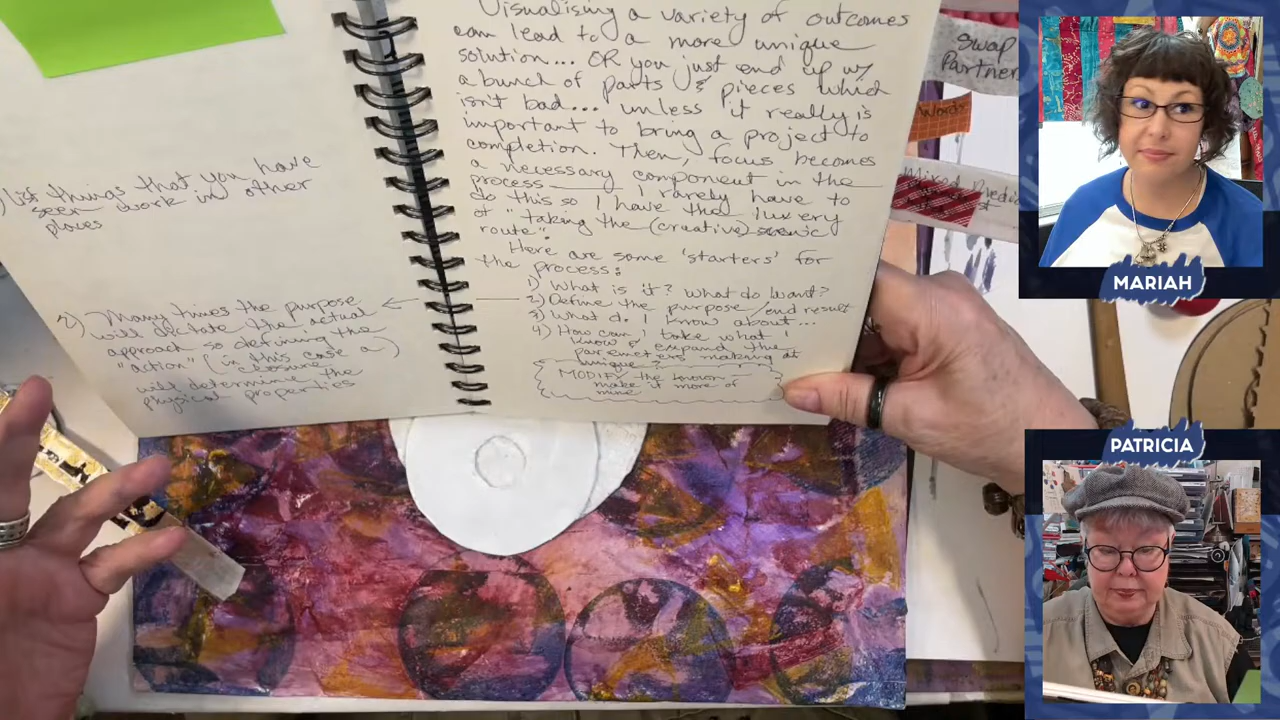 1) List things that you have
seen work in other
places
2) Many times the purpose
will dictate the actual
approach so defining the
"action" (in this case a
closure)
will determine the
physical properties
Visualising a variety of outcomes
can lead to a more unique
solution.... OR you just end up w/
a bunch of parts & pieces which
isn't bad... unless it really is
important to bring a project to
completion. Then, focus becomes
a necessary component in the
process. I rarely have to
do this so I have the luxery
of "taking the (creative) scenic
route".
Here are some 'starters' for
the process:
1) What is it? What do I want?
2) Define the purpose/end result
3) What do I know about...
4) How can I take what
I know & expand the
paremeters making it
unique?
MODIFY the known -
make it more of
mine
Swap
Partner
Words
Mixed Media
MARIAH
PATRICIA